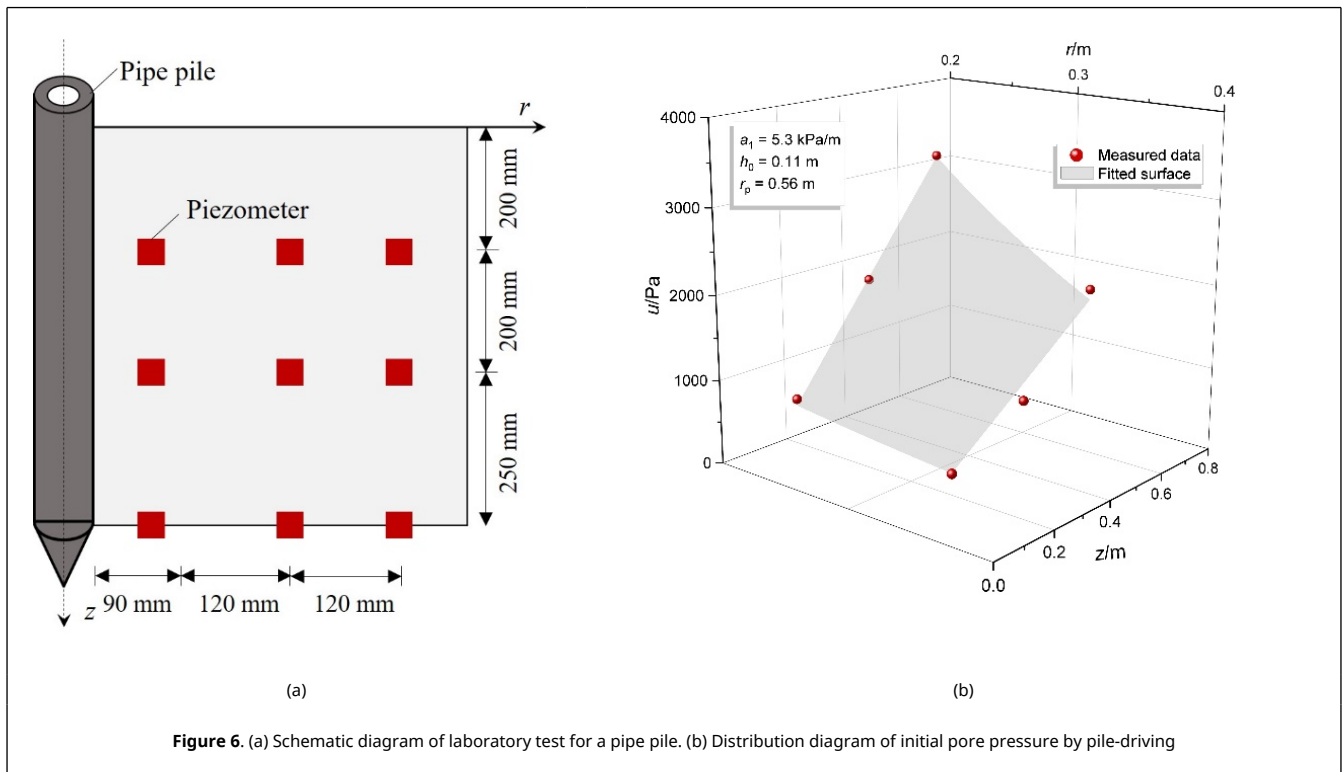 Pipe pile
r
Piezometer
200 mm
200 mm
250 mm
90 mm
120 mm
120 mm
z
(a)
r/m
0.2
0.3
0.4
4000
3000
2000
1000
0
u/Pa
a₁ = 5.3 kPa/m
h₀ = 0.11 m
rₚ = 0.56 m
Measured data
Fitted surface
0.8
0.6
0.4
0.2
0.0
z/m
(b)
Figure 6. (a) Schematic diagram of laboratory test for a pipe pile. (b) Distribution diagram of initial pore pressure by pile-driving